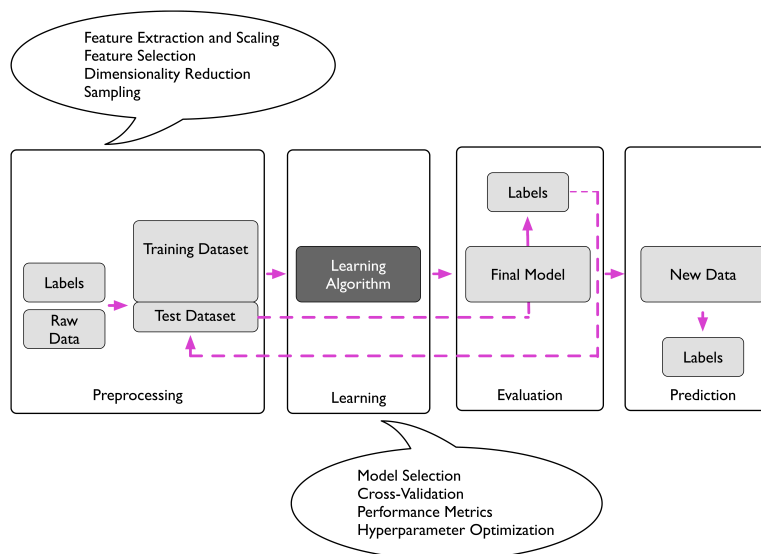 Feature Extraction and Scaling
Feature Selection
Dimensionality Reduction
Sampling
Labels
Raw
Data
Training Dataset
Test Dataset
Preprocessing
Learning
Algorithm
Learning
Labels
Final Model
Evaluation
New Data
Labels
Prediction
Model Selection
Cross-Validation
Performance Metrics
Hyperparameter Optimization